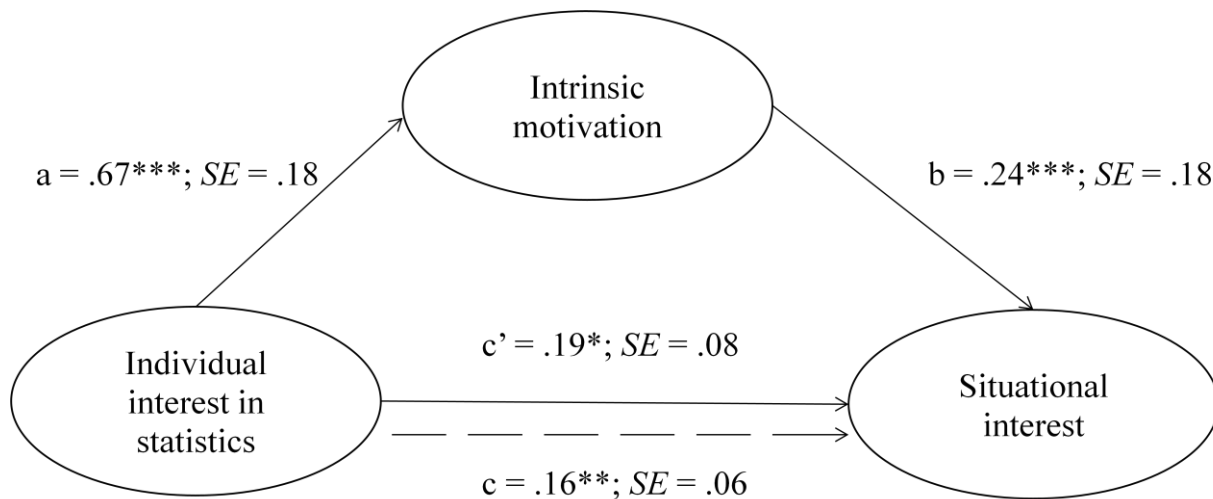 Intrinsic
motivation
a = .67***; SE = .18
b = .24***; SE = .18
c’ = .19*; SE = .08
Individual
interest in
statistics
Situational
interest
c = .16**; SE = .06